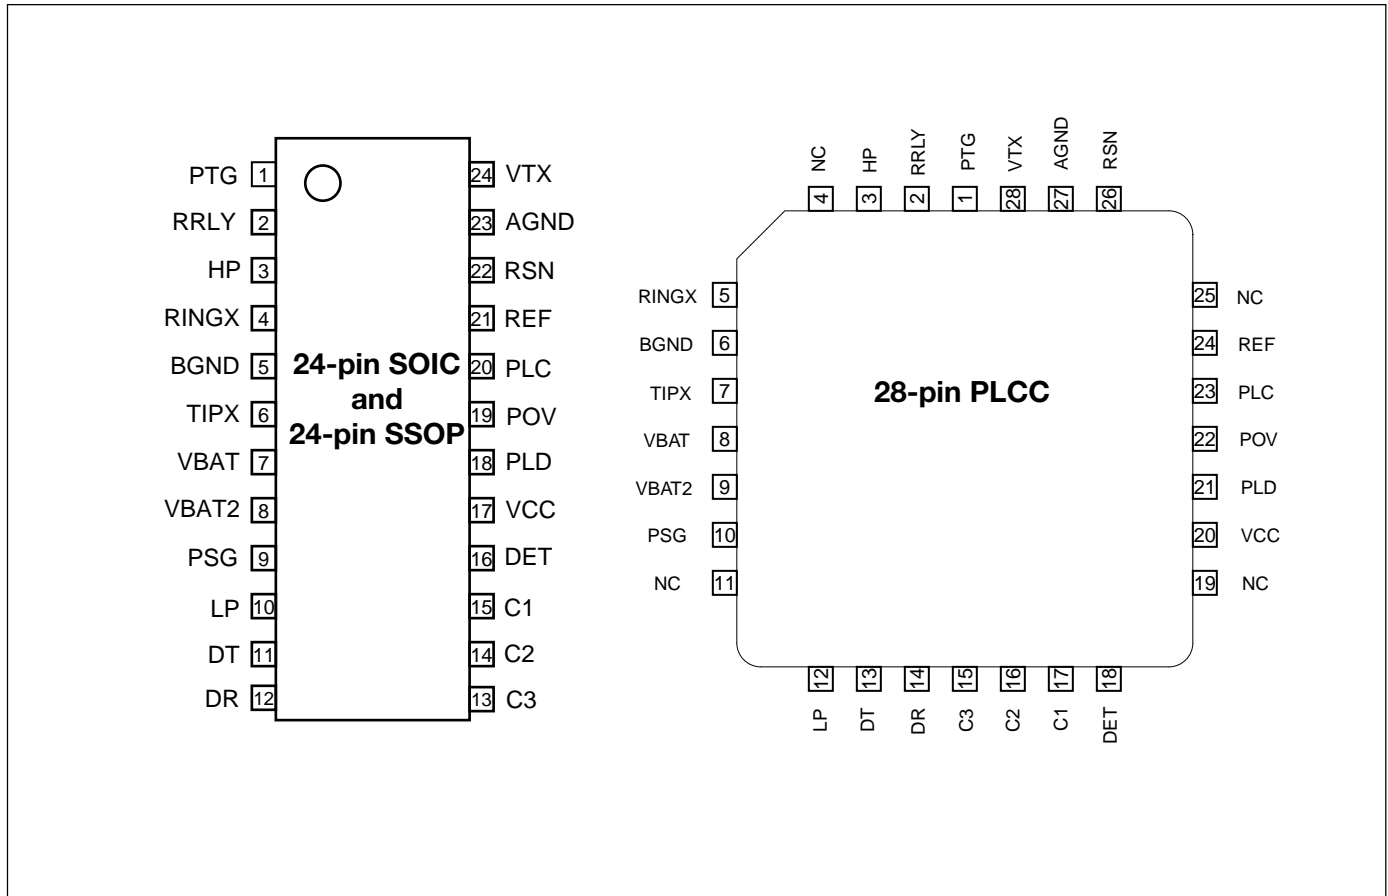 PTG 1
RRLY 2
HP 3
RINGX 4
BGND 5
TIPX 6
VBAT 7
VBAT2 8
PSG 9
LP 10
DT 11
DR 12
24-pin SOIC
and
24-pin SSOP
24 VTX
23 AGND
22 RSN
21 REF
20 PLC
19 POV
18 PLD
17 VCC
16 DET
15 C1
14 C2
13 C3
NC HP RRLY PTG VTX AGND RSN
4 3 2 1 28 27 26
RINGX 5
BGND 6
TIPX 7
VBAT 8
VBAT2 9
PSG 10
NC 11
28-pin PLCC
25 NC
24 REF
23 PLC
22 POV
21 PLD
20 VCC
19 NC
12 13 14 15 16 17 18
LP DT DR C3 C2 C1 DET